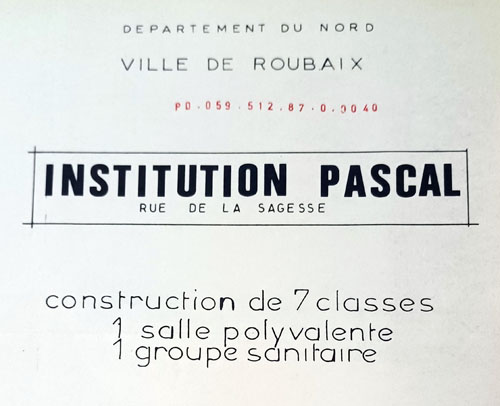 DEPARTEMENT DU NORD
VILLE DE ROUBAIX
PD.059.512.87.0.0040
INSTITUTION PASCAL
RUE DE LA SAGESSE
construction de 7 classes
1 salle polyvalente
1 groupe sanitaire